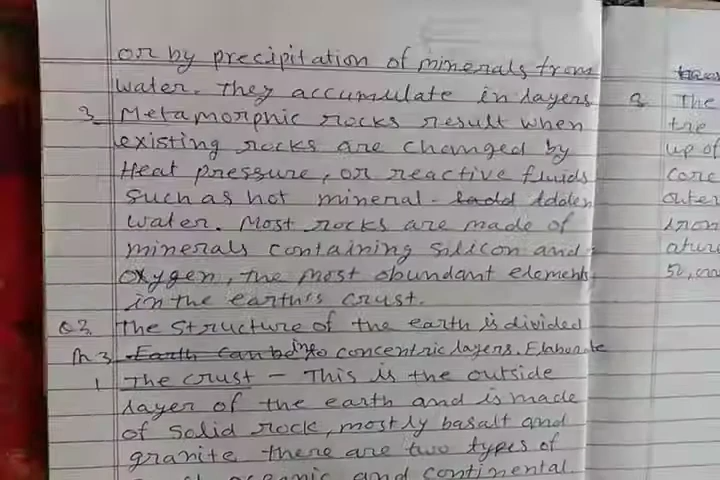 or by precipitation of minerals from
water. They accumulate in layers
3 Metamorphic rocks result when
existing rocks are changed by
Heat pressure, or reactive fluids
such as hot mineral-
water. Most rocks are made of
minerals containing silicon and
oxygen, the most abundant element
in the earth's crust.
Q3 The structure of the earth is divided
An 3 Earth can be into concentric layers. Elaborate
1 The crust - This is the outside
layer of the earth and is made
of solid rock, mostly basalt and
granite there are two types of
and continental
The
tre
up of
core
outer
iron
ature